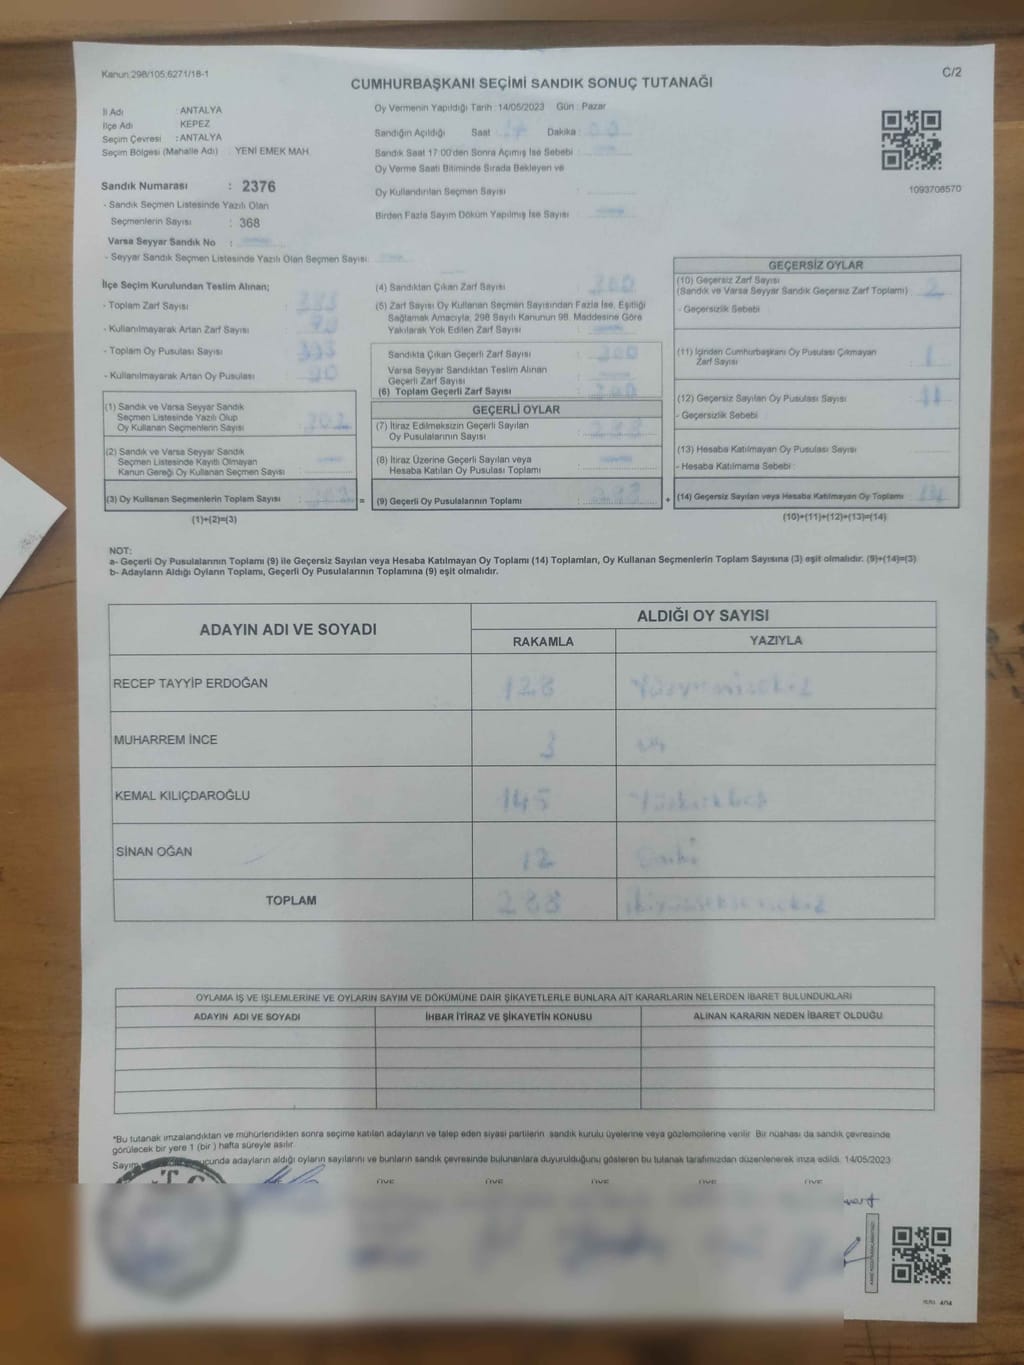 Kanun:298/105;6271/18-1
C/2
CUMHURBAŞKANI SEÇİMİ SANDIK SONUÇ TUTANAĞI
İl Adı : ANTALYA
İlçe Adı : KEPEZ
Seçim Çevresi : ANTALYA
Seçim Bölgesi (Mahalle Adı) : YENİ EMEK MAH.
Sandık Numarası : 2376
- Sandık Seçmen Listesinde Yazılı Olan
Seçmenlerin Sayısı : 368
Varsa Seyyar Sandık No :
- Seyyar Sandık Seçmen Listesinde Yazılı Olan Seçmen Sayısı:
Oy Vermenin Yapıldığı Tarih : 14/05/2023 Gün : Pazar
Sandığın Açıldığı Saat : 17 Dakika :
Sandık Saat 17:00'den Sonra Açımış İse Sebebi :
Oy Verme Saati Bitiminde Sırada Bekleyen ve
Oy Kullandırılan Seçmen Sayısı :
Birden Fazla Sayım Döküm Yapılmış İse Sayısı :
1093706570
İlçe Seçim Kurulundan Teslim Alınan;
- Toplam Zarf Sayısı :
- Kullanılmayarak Artan Zarf Sayısı :
- Toplam Oy Pusulası Sayısı :
- Kullanılmayarak Artan Oy Pusulası :
(1) Sandık ve Varsa Seyyar Sandık
Seçmen Listesinde Yazılı Olup
Oy Kullanan Seçmenlerin Sayısı : 302
(2) Sandık ve Varsa Seyyar Sandık
Seçmen Listesinde Kayıtlı Olmayan
Kanun Gereği Oy Kullanan Seçmen Sayısı :
(3) Oy Kullanan Seçmenlerin Toplam Sayısı : 302 =
(1)+(2)=(3)
(4) Sandıktan Çıkan Zarf Sayısı : 300
(5) Zarf Sayısı Oy Kullanan Seçmen Sayısından Fazla İse, Eşitliği
Sağlamak Amacıyla, 298 Sayılı Kanunun 98. Maddesine Göre
Yakılarak Yok Edilen Zarf Sayısı :
Sandıkta Çıkan Geçerli Zarf Sayısı : 300
Varsa Seyyar Sandıktan Teslim Alınan
Geçerli Zarf Sayısı :
(6) Toplam Geçerli Zarf Sayısı : 300
GEÇERLİ OYLAR
(7) İtiraz Edilmeksizin Geçerli Sayılan
Oy Pusulalarının Sayısı : 288
(8) İtiraz Üzerine Geçerli Sayılan veya
Hesaba Katılan Oy Pusulası Toplamı :
(9) Geçerli Oy Pusulalarının Toplamı : 288 +
GEÇERSİZ OYLAR
(10) Geçersiz Zarf Sayısı
(Sandık ve Varsa Seyyar Sandık Geçersiz Zarf Toplamı) : 2
- Geçersizlik Sebebi :
(11) İçinden Cumhurbaşkanı Oy Pusulası Çıkmayan
Zarf Sayısı : 1
(12) Geçersiz Sayılan Oy Pusulası Sayısı : 11
- Geçersizlik Sebebi :
(13) Hesaba Katılmayan Oy Pusulası Sayısı :
- Hesaba Katılmama Sebebi :
(14) Geçersiz Sayılan veya Hesaba Katılmayan Oy Toplamı : 14
(10)+(11)+(12)+(13)=(14)
NOT:
a- Geçerli Oy Pusulalarının Toplamı (9) ile Geçersiz Sayılan veya Hesaba Katılmayan Oy Toplamı (14) Toplamları, Oy Kullanan Seçmenlerin Toplam Sayısına (3) eşit olmalıdır. (9)+(14)=(3)
b- Adayların Aldığı Oyların Toplamı, Geçerli Oy Pusulalarının Toplamına (9) eşit olmalıdır.
ADAYIN ADI VE SOYADI
ALDIĞI OY SAYISI
RAKAMLA YAZIYLA
RECEP TAYYİP ERDOĞAN 128 Yüzyirmisekiz
MUHARREM İNCE 3 üç
KEMAL KILIÇDAROĞLU 145 Yüzkırkbeş
SİNAN OĞAN 12 Oniki
TOPLAM 288 ikiyüzseksensekiz
OYLAMA İŞ VE İŞLEMLERİNE VE OYLARIN SAYIM VE DÖKÜMÜNE DAİR ŞİKAYETLERLE BUNLARA AİT KARARLARIN NELERDEN İBARET BULUNDUKLARI
ADAYIN ADI VE SOYADI İHBAR İTİRAZ VE ŞİKAYETİN KONUSU ALINAN KARARIN NEDEN İBARET OLDUĞU
*Bu tutanak imzalandıktan ve mühürlendikten sonra seçime katılan adayların ve talep eden siyasi partilerin sandık kurulu üyelerine veya gözlemcilerine verilir. Bir nüshası da sandık çevresinde
görülecek bir yere 1 (bir ) hafta süreyle asılır.
Sayım ucunda adayların aldığı oyların sayılarını ve bunların sandık çevresinde bulunanlara duyurulduğunu gösteren bu tutanak tarafımızdan düzenlenerek imza edildi. 14/05/2023
T.C.
ÜYE ÜYE ÜYE ÜYE ÜYE